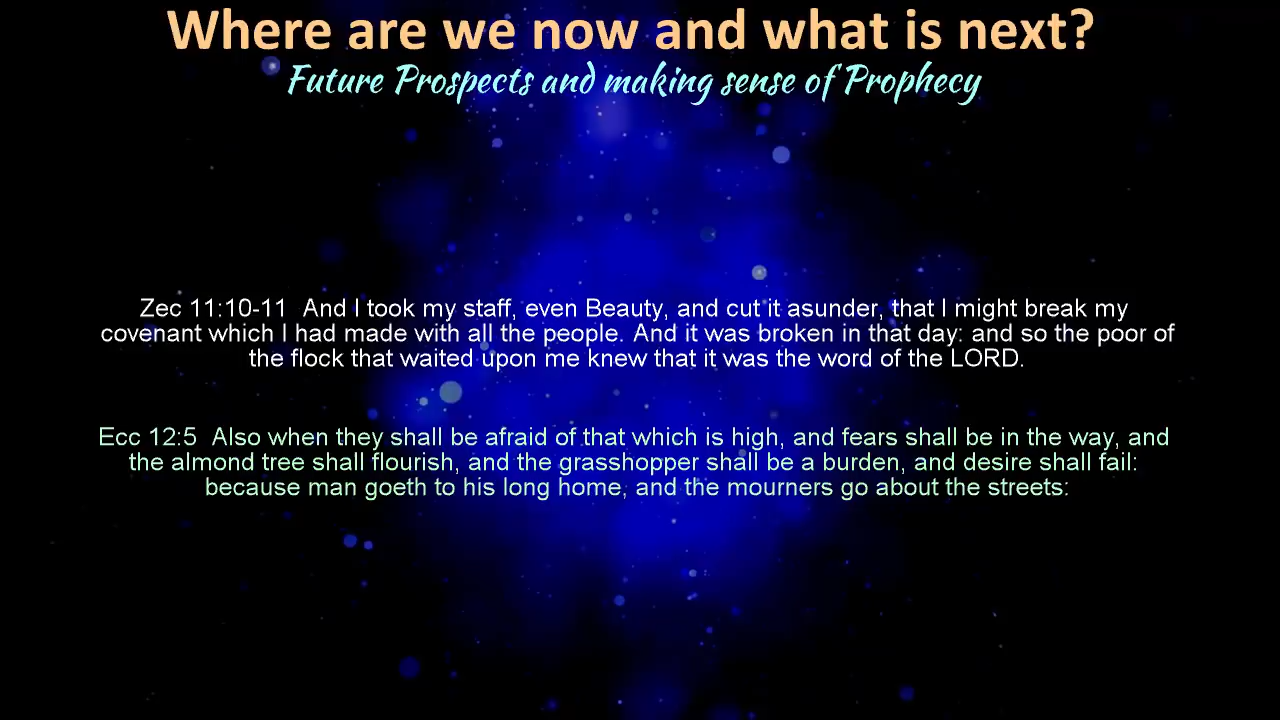 Where are we now and what is next?
Future Prospects and making sense of Prophecy
Zec 11:10-11  And I took my staff, even Beauty, and cut it asunder, that I might break my
covenant which I had made with all the people. And it was broken in that day: and so the poor of
the flock that waited upon me knew that it was the word of the LORD.
Ecc 12:5  Also when they shall be afraid of that which is high, and fears shall be in the way, and
the almond tree shall flourish, and the grasshopper shall be a burden, and desire shall fail:
because man goeth to his long home, and the mourners go about the streets: